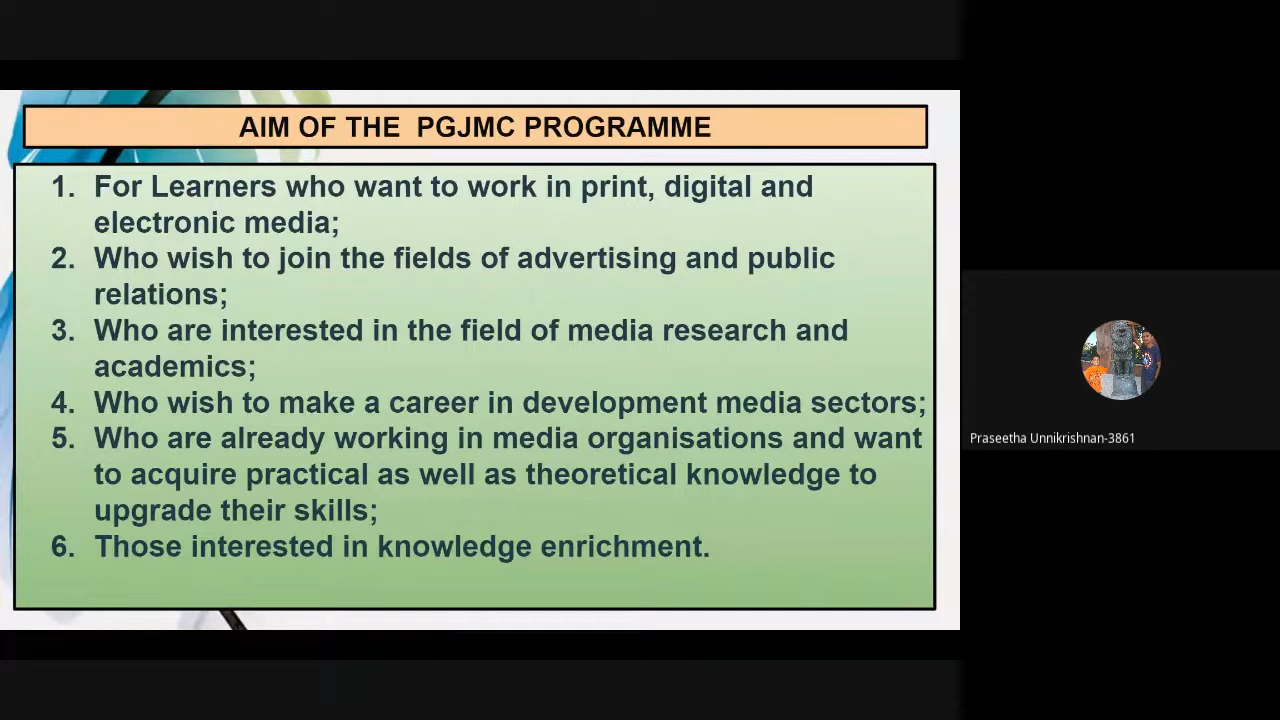 AIM OF THE PGJMC PROGRAMME
1. For Learners who want to work in print, digital and
electronic media;
2. Who wish to join the fields of advertising and public
relations;
3. Who are interested in the field of media research and
academics;
4. Who wish to make a career in development media sectors;
5. Who are already working in media organisations and want
to acquire practical as well as theoretical knowledge to
upgrade their skills;
6. Those interested in knowledge enrichment.
Praseetha Unnikrishnan-3861